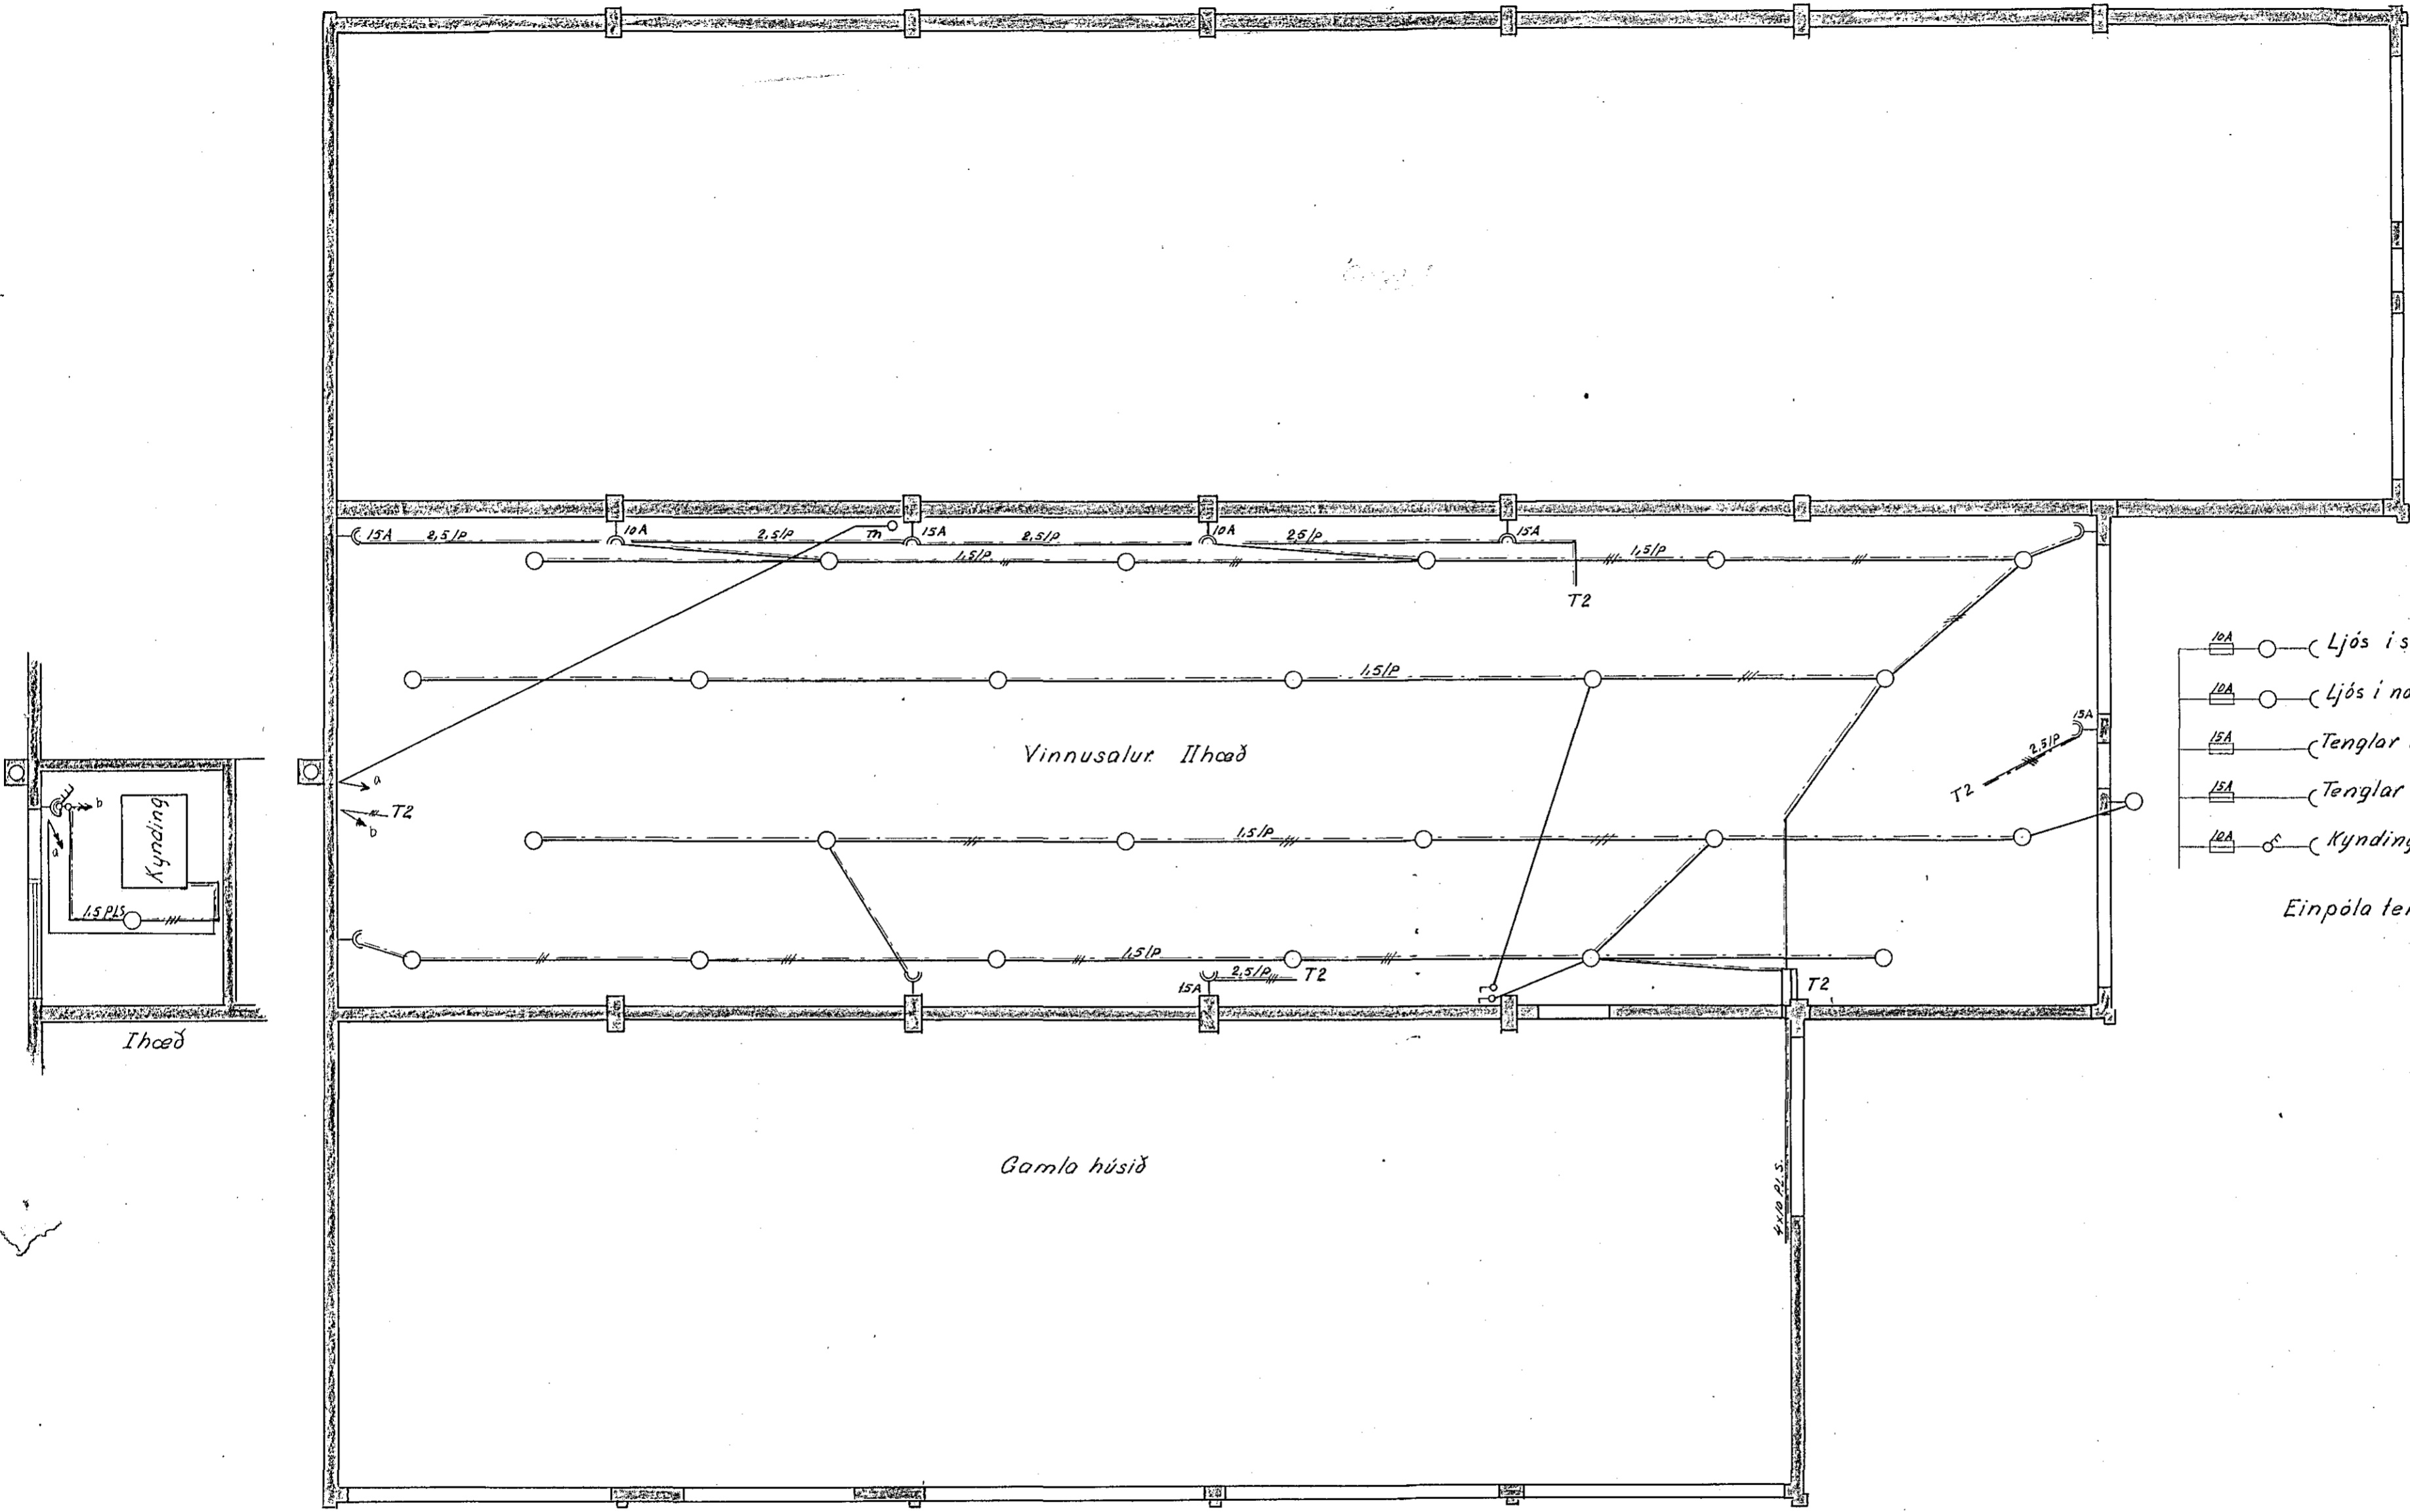 15A 2,5/P 10A 2,5/P Th 15A 2,5/P 10A 2,5/P 15A
1,5/P 1,5/P
T2
1,5/P
10A Ljós í
10A Ljós í
15A Tenglar
15A Tenglar
10A Kynding
Einpóla
Vinnusalur IIhæð
15A
2,5/P
T2
a
T2
b
1,5/P
b
a
Kynding
1,5 PLS
Ihæð
1,5/P
15A 2,5/P T2
T2
Gamla húsið
4x10 P.L.S.